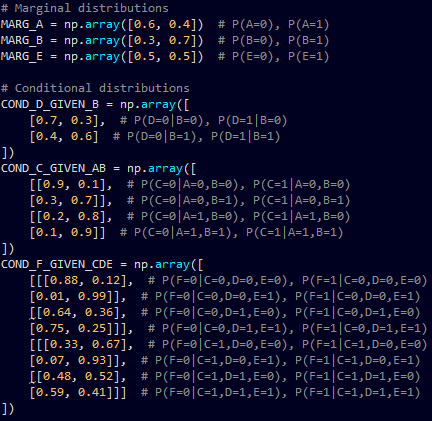 # Marginal distributions
MARG_A = np.array([0.6, 0.4])  # P(A=0), P(A=1)
MARG_B = np.array([0.3, 0.7])  # P(B=0), P(B=1)
MARG_E = np.array([0.5, 0.5])  # P(E=0), P(E=1)

# Conditional distributions
COND_D_GIVEN_B = np.array([
    [0.7, 0.3],  # P(D=0|B=0), P(D=1|B=0)
    [0.4, 0.6]  # P(D=0|B=1), P(D=1|B=1)
])
COND_C_GIVEN_AB = np.array([
    [[0.9, 0.1],  # P(C=0|A=0,B=0), P(C=1|A=0,B=0)
    [0.3, 0.7]],  # P(C=0|A=0,B=1), P(C=1|A=0,B=1)
    [[0.2, 0.8],  # P(C=0|A=1,B=0), P(C=1|A=1,B=0)
    [0.1, 0.9]]  # P(C=0|A=1,B=1), P(C=1|A=1,B=1)
])
COND_F_GIVEN_CDE = np.array([
    [[[0.88, 0.12],  # P(F=0|C=0,D=0,E=0), P(F=1|C=0,D=0,E=0)
    [0.01, 0.99]],  # P(F=0|C=0,D=0,E=1), P(F=1|C=0,D=0,E=1)
    [[0.64, 0.36],  # P(F=0|C=0,D=1,E=0), P(F=1|C=0,D=1,E=0)
    [0.75, 0.25]]],  # P(F=0|C=0,D=1,E=1), P(F=1|C=0,D=1,E=1)
    [[[0.33, 0.67],  # P(F=0|C=1,D=0,E=0), P(F=1|C=1,D=0,E=0)
    [0.07, 0.93]],  # P(F=0|C=1,D=0,E=1), P(F=1|C=1,D=0,E=1)
    [[0.48, 0.52],  # P(F=0|C=1,D=1,E=0), P(F=1|C=1,D=1,E=0)
    [0.59, 0.41]]]  # P(F=0|C=1,D=1,E=1), P(F=1|C=1,D=1,E=1)
])